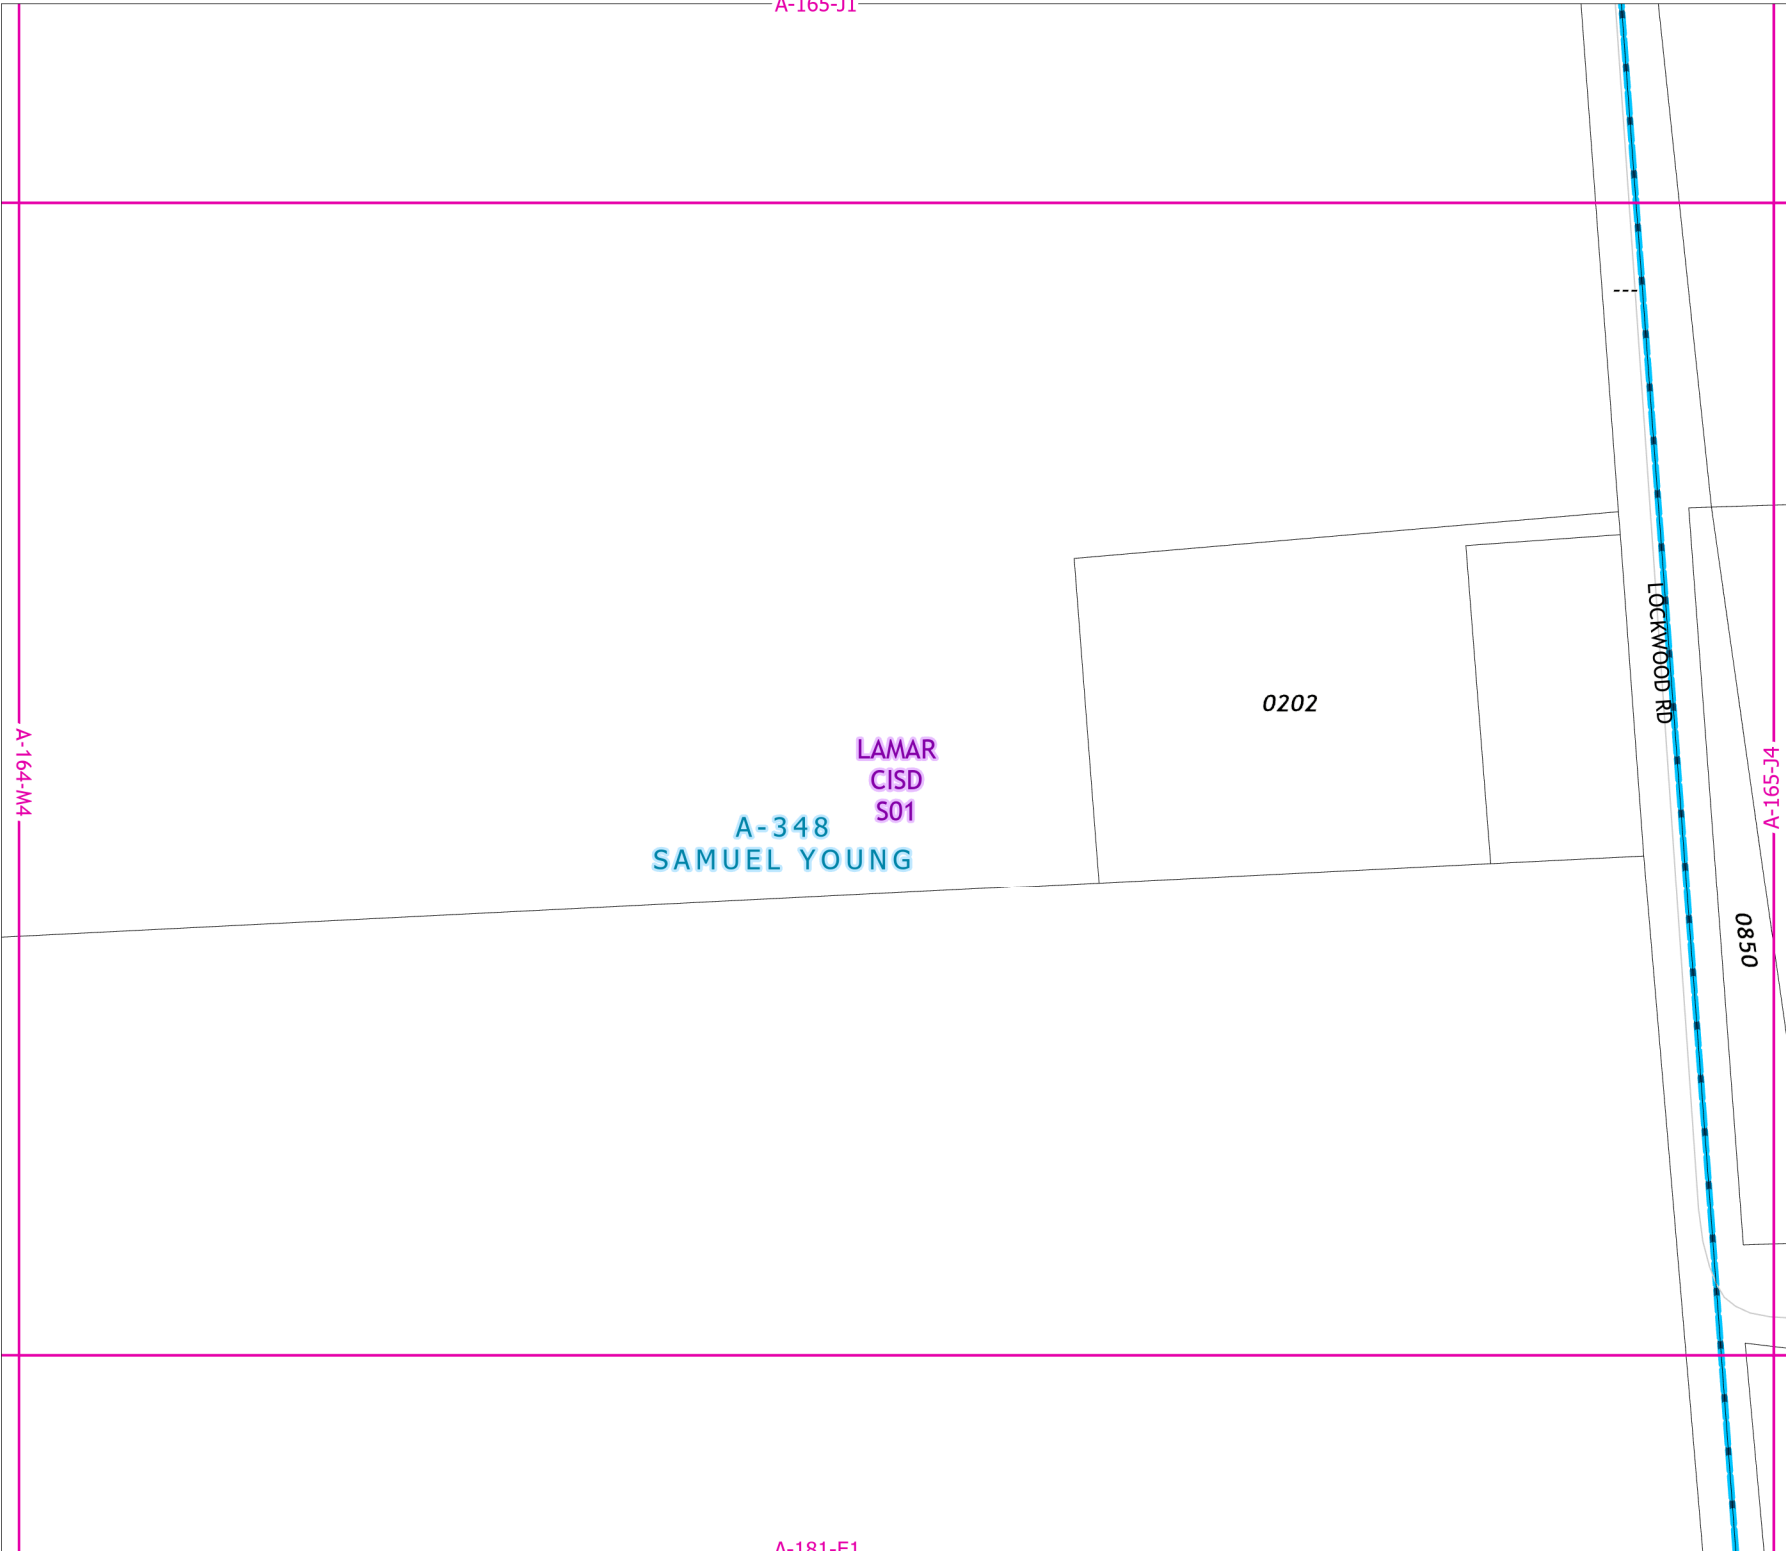 A-165-J1
LOCKWOOD RD
0202
LAMAR
CISD
S01
A-164-M4
A-165-J4
A-348
SAMUEL YOUNG
0850
A-181-E1